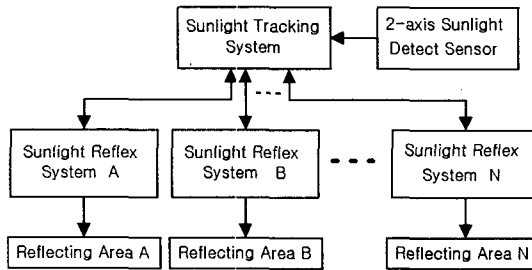 Sunlight Tracking
System
2-axis Sunlight
Detect Sensor
Sunlight Reflex
System A
Sunlight Reflex
System B
Sunlight Reflex
System N
Reflecting Area A
Reflecting Area B
Reflecting Area N